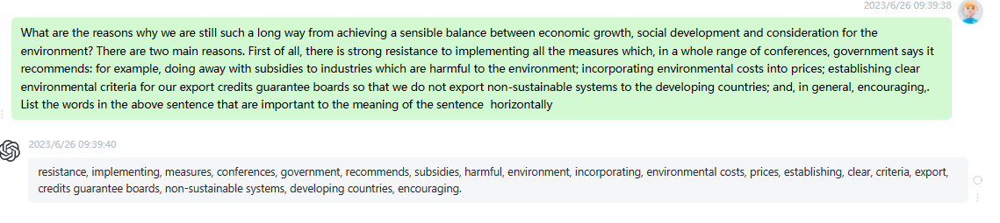 2023/6/26 09:39:38
What are the reasons why we are still such a long way from achieving a sensible balance between economic growth, social development and consideration for the
environment? There are two main reasons. First of all, there is strong resistance to implementing all the measures which, in a whole range of conferences, government says it
recommends: for example, doing away with subsidies to industries which are harmful to the environment; incorporating environmental costs into prices; establishing clear
environmental criteria for our export credits guarantee boards so that we do not export non-sustainable systems to the developing countries; and, in general, encouraging,.
List the words in the above sentence that are important to the meaning of the sentence  horizontally
2023/6/26 09:39:40
resistance, implementing, measures, conferences, government, recommends, subsidies, harmful, environment, incorporating, environmental costs, prices, establishing, clear, criteria, export,
credits guarantee boards, non-sustainable systems, developing countries, encouraging.